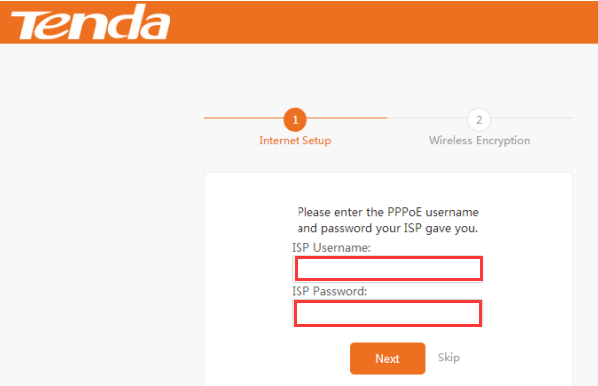 Tenda
1
2
Internet Setup
Wireless Encryption
Please enter the PPPoE username
and password your ISP gave you.
ISP Username:
ISP Password:
Next
Skip